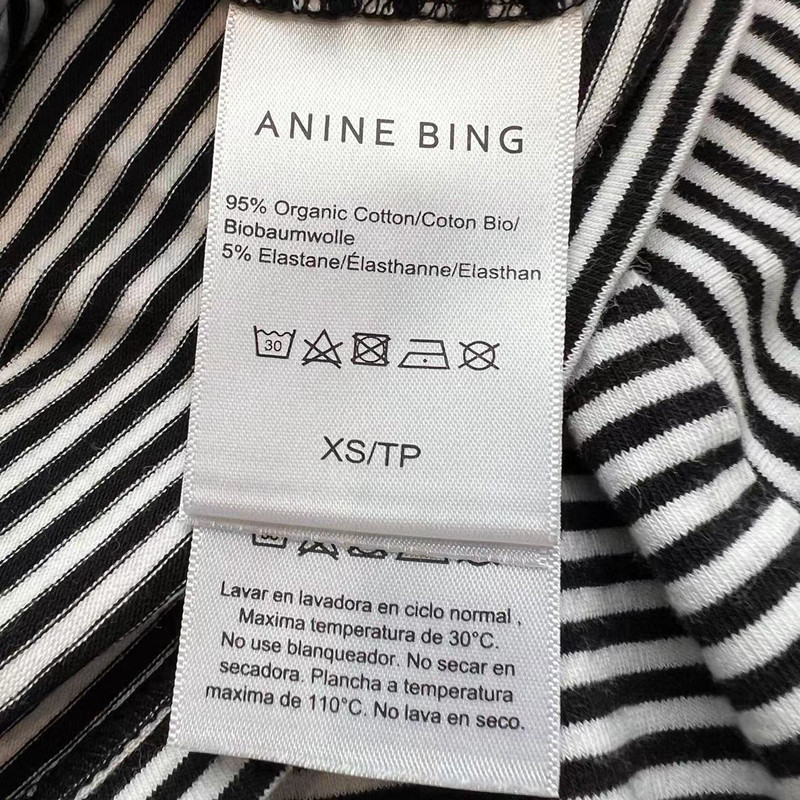 ANINE BING
95% Organic Cotton/Coton Bio/
Biobaumwolle
5% Elastane/Élasthanne/Elasthan
30
XS/TP
Lavar en lavadora en ciclo normal ,
Maxima temperatura de 30°C.
No use blanqueador. No secar en
secadora. Plancha a temperatura
maxima de 110°C. No lava en seco.